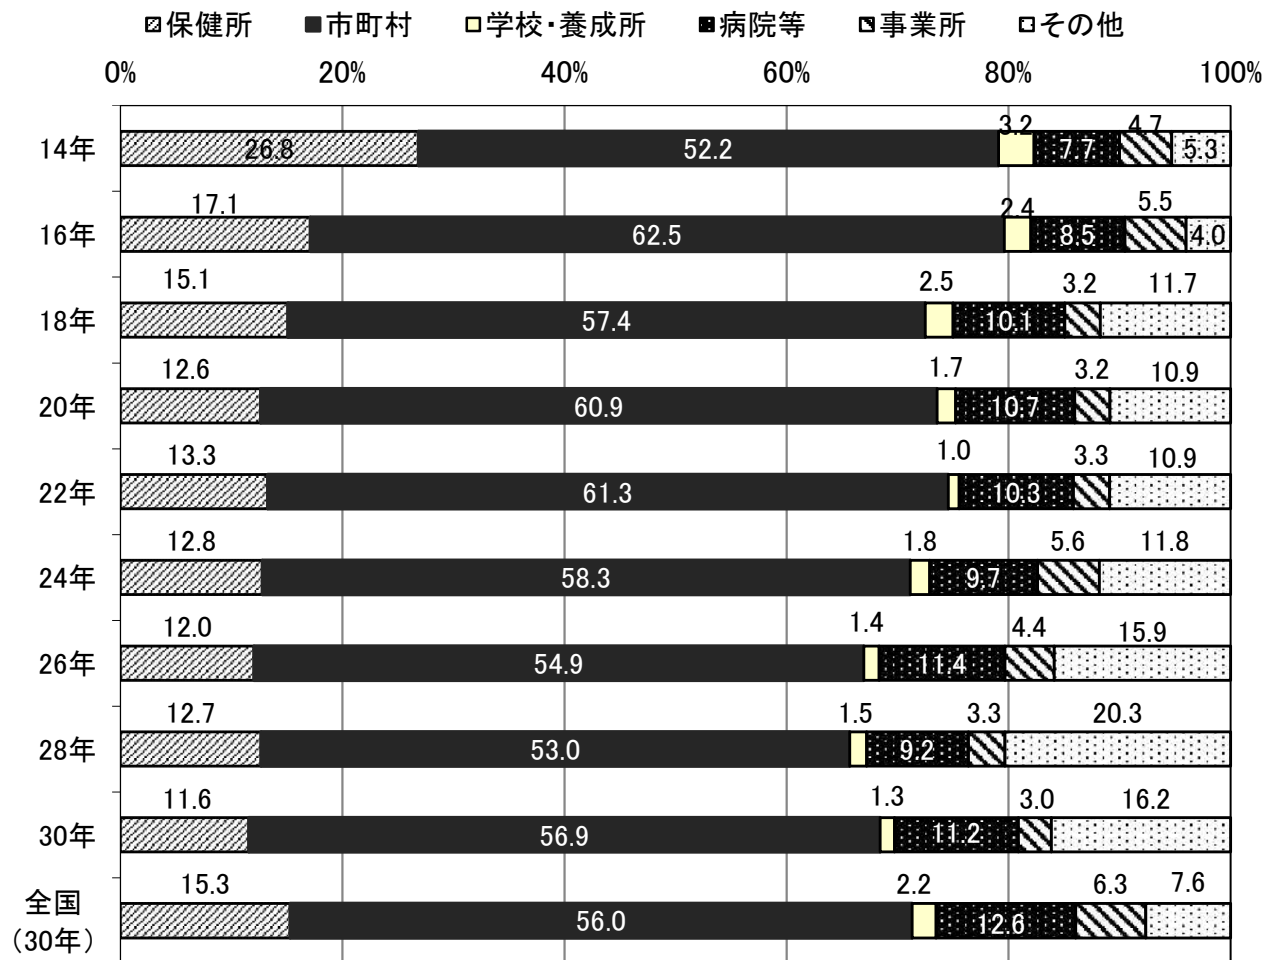 保健所 市町村 学校・養成所 病院等 事業所 その他
0% 20% 40% 60% 80% 100%
14年 26.8 52.2 3.2 7.7 4.7 5.3
17.1 5.5
16年 62.5 2.4 8.5 4.0
15.1 2.5 3.2 11.7
18年 57.4 10.1
12.6 1.7 3.2 10.9
20年 60.9 10.7
13.3 1.0 3.3 10.9
22年 61.3 10.3
12.8 1.8 5.6 11.8
24年 58.3 9.7
12.0 1.4 4.4 15.9
26年 54.9 11.4
12.7 1.5 3.3 20.3
28年 53.0 9.2
11.6 1.3 3.0 16.2
30年 56.9 11.2
15.3 2.2 6.3 7.6
全国
(30年) 56.0 12.6